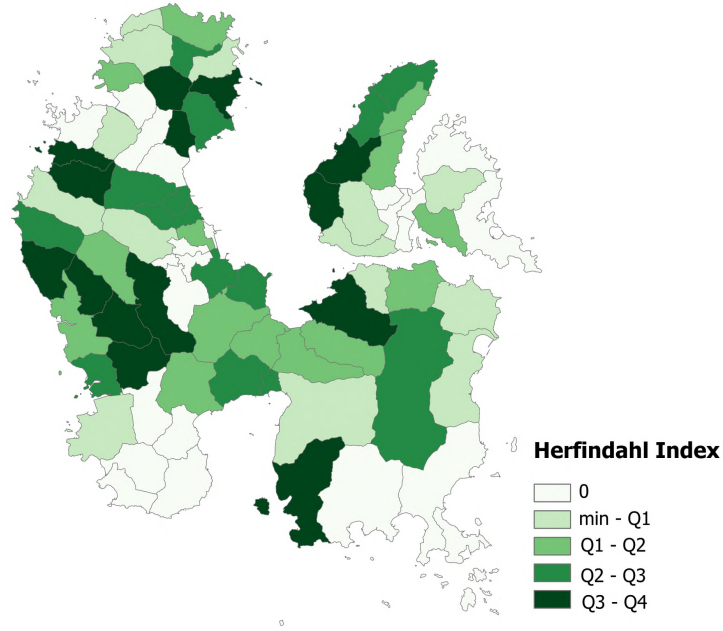 Herfindahl Index
0
min - Q1
Q1 - Q2
Q2 - Q3
Q3 - Q4